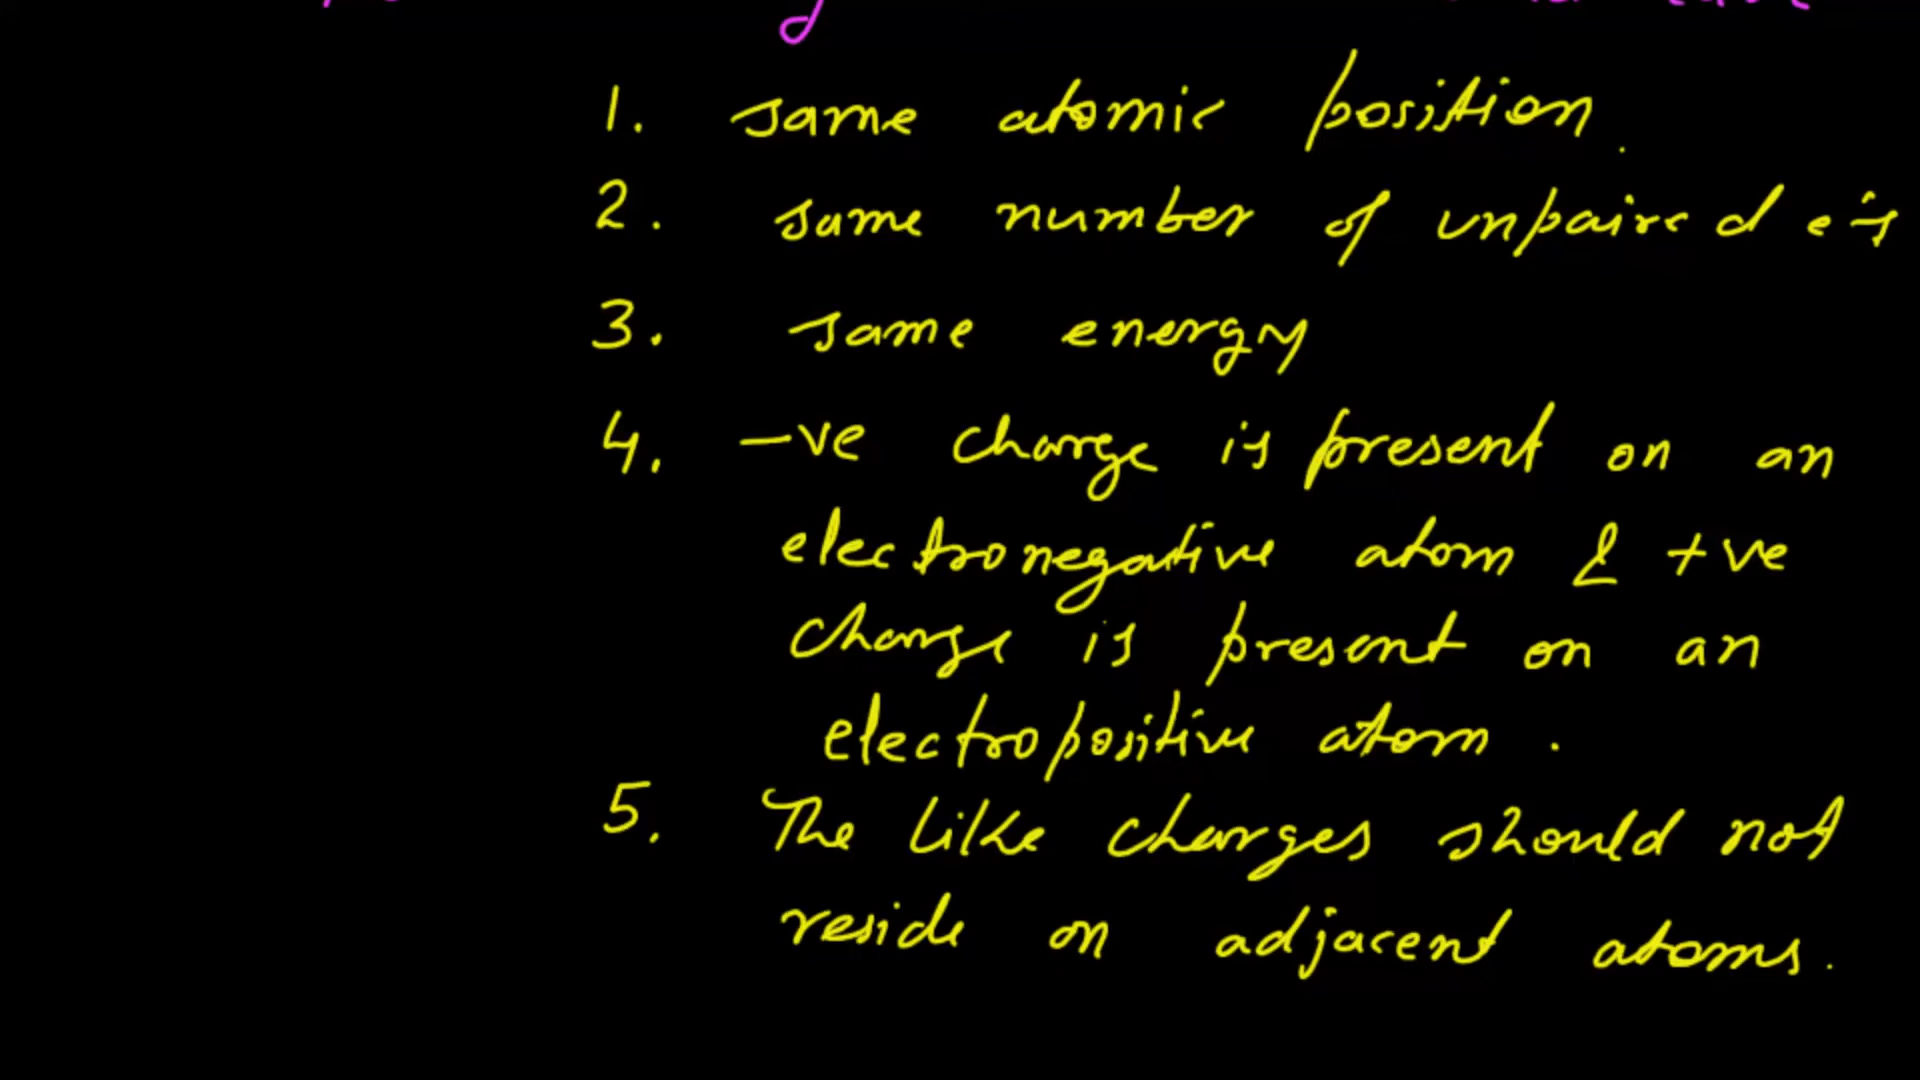 1. same atomic position.
2. same number of unpaired e's
3. same energy
4. -ve charge is present on an
electronegative atom & +ve
charge is present on an
electropositive atom.
5. The like charges should not
reside on adjacent atoms.